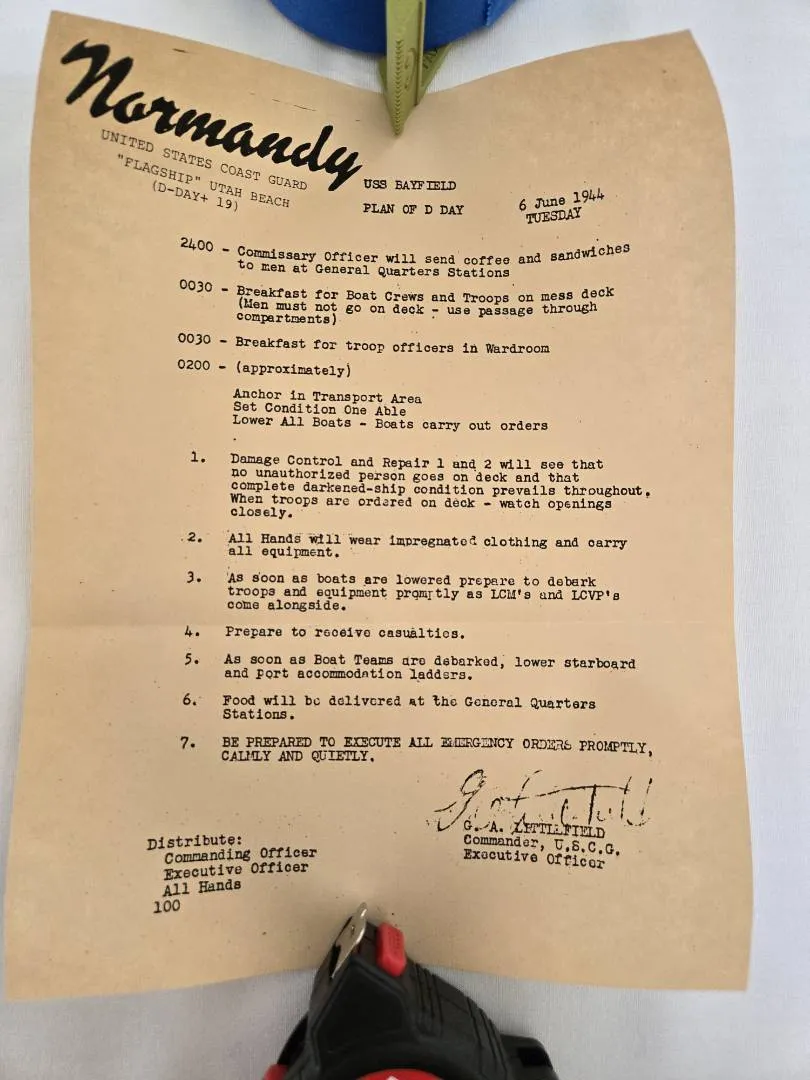 Normandy
UNITED STATES COAST GUARD
"FLAGSHIP" UTAH BEACH
(D-DAY+ 19)
USS BAYFIELD
PLAN OF D DAY
6 June 1944
TUESDAY
2400 - Commissary Officer will send coffee and sandwiches
to men at General Quarters Stations
0030 - Breakfast for Boat Crews and Troops on mess deck
(Men must not go on deck - use passage through
compartments)
0030 - Breakfast for troop officers in Wardroom
0200 - (approximately)
Anchor in Transport Area
Set Condition One Able
Lower All Boats - Boats carry out orders
1. Damage Control and Repair 1 and 2 will see that
no unauthorized person goes on deck and that
complete darkened-ship condition prevails throughout.
When troops are ordered on deck - watch openings
closely.
2. All Hands will wear impregnated clothing and carry
all equipment.
3. As soon as boats are lowered prepare to debark
troops and equipment promptly as LCM's and LCVP's
come alongside.
4. Prepare to receive casualties.
5. As soon as Boat Teams are debarked, lower starboard
and port accommodation ladders.
6. Food will be delivered at the General Quarters
Stations.
7. BE PREPARED TO EXECUTE ALL EMERGENCY ORDERS PROMPTLY,
CALMLY AND QUIETLY.
G. A. LITTLEFIELD
Commander, U.S.C.G.
Executive Officer
Distribute:
Commanding Officer
Executive Officer
All Hands
100